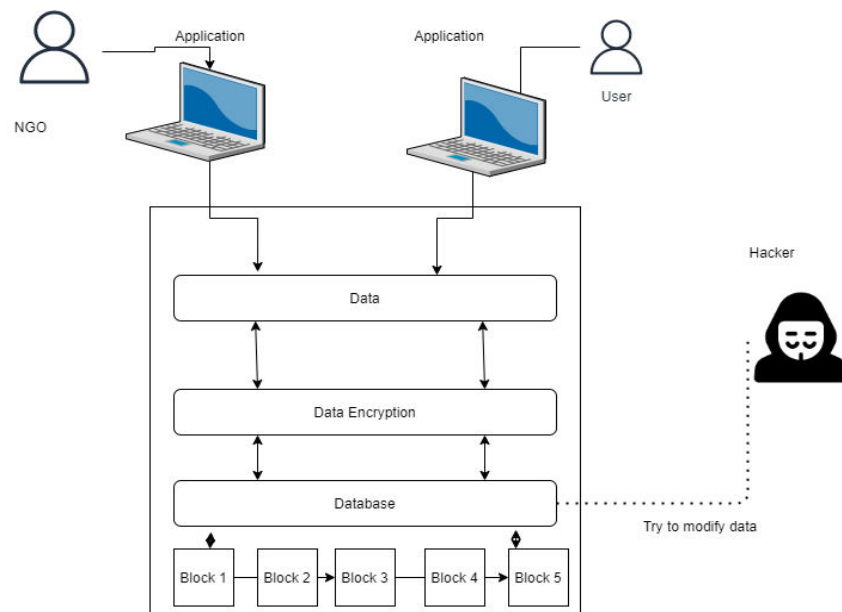 Application
Application
User
NGO
Hacker
Data
Data Encryption
Database
Try to modify data
Block 1
Block 2
Block 3
Block 4
Block 5